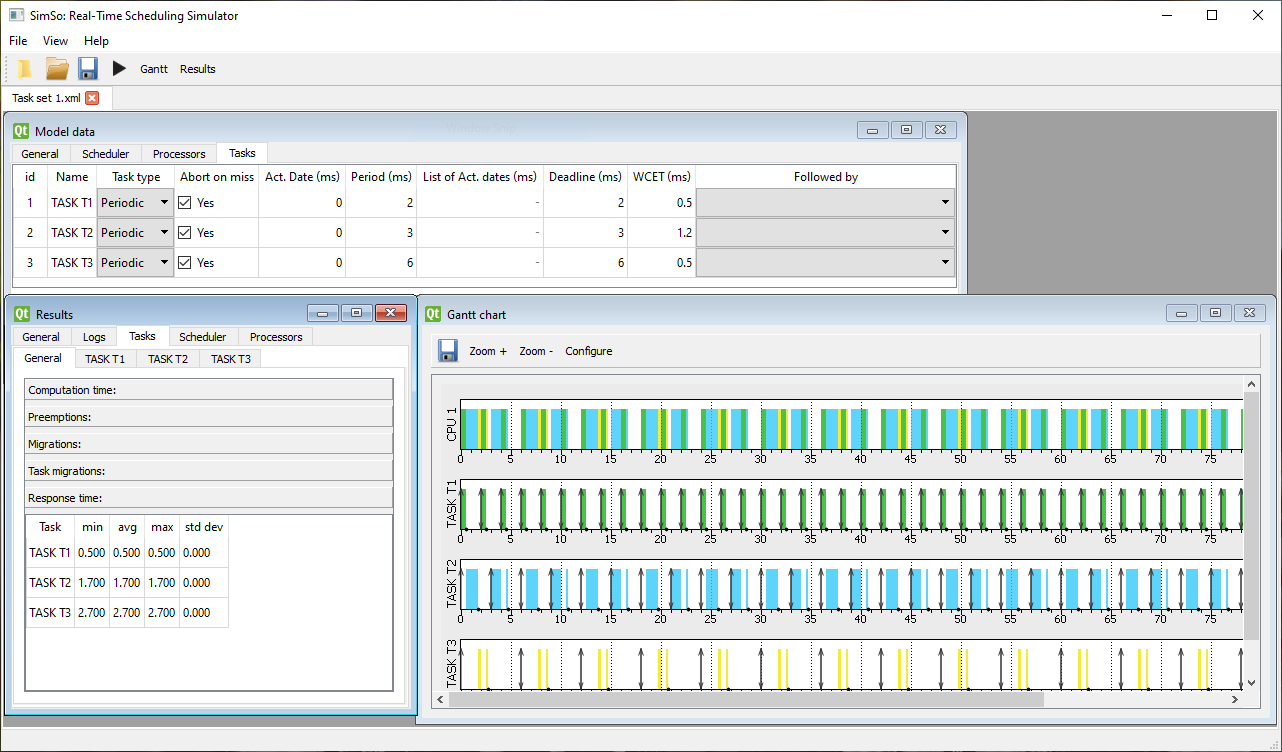 SimSo: Real-Time Scheduling Simulator
File View Help
Gantt Results
Task set 1.xml
Qt Model data
General Scheduler Processors Tasks
id Name Task type Abort on miss Act. Date (ms) Period (ms) List of Act. dates (ms) Deadline (ms) WCET (ms) Followed by
1 TASK T1 Periodic Yes 0 2 - 2 0.5
2 TASK T2 Periodic Yes 0 3 - 3 1.2
3 TASK T3 Periodic Yes 0 6 - 6 0.5
Qt Results
General Logs Tasks Scheduler Processors
General TASK T1 TASK T2 TASK T3
Computation time:
Preemptions:
Migrations:
Task migrations:
Response time:
Task min avg max std dev
TASK T1 0.500 0.500 0.500 0.000
TASK T2 1.700 1.700 1.700 0.000
TASK T3 2.700 2.700 2.700 0.000
Qt Gantt chart
Zoom + Zoom - Configure
CPU 1
0 5 10 15 20 25 30 35 40 45 50 55 60 65 70 75
TASK T1
0 5 10 15 20 25 30 35 40 45 50 55 60 65 70 75
TASK T2
0 5 10 15 20 25 30 35 40 45 50 55 60 65 70 75
TASK T3